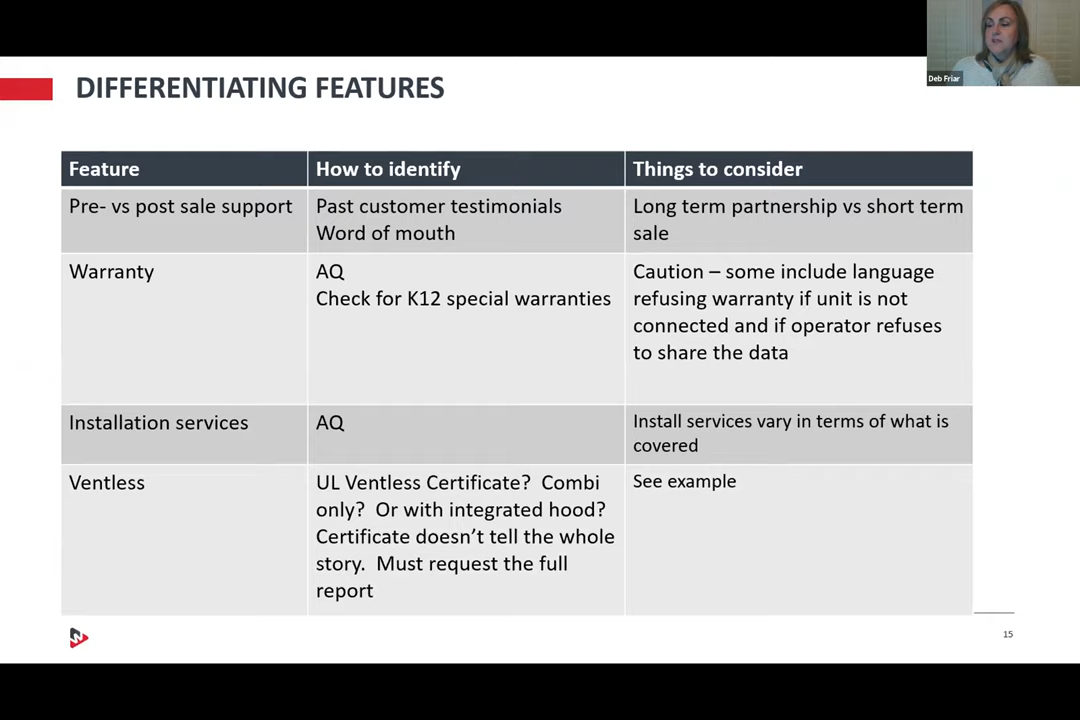 Deb Friar
DIFFERENTIATING FEATURES
Feature
How to identify
Things to consider
Pre- vs post sale support
Past customer testimonials
Word of mouth
Long term partnership vs short term
sale
Warranty
AQ
Check for K12 special warranties
Caution – some include language
refusing warranty if unit is not
connected and if operator refuses
to share the data
Installation services
AQ
Install services vary in terms of what is
covered
Ventless
UL Ventless Certificate?  Combi
only?  Or with integrated hood?
Certificate doesn’t tell the whole
story.  Must request the full
report
See example
15